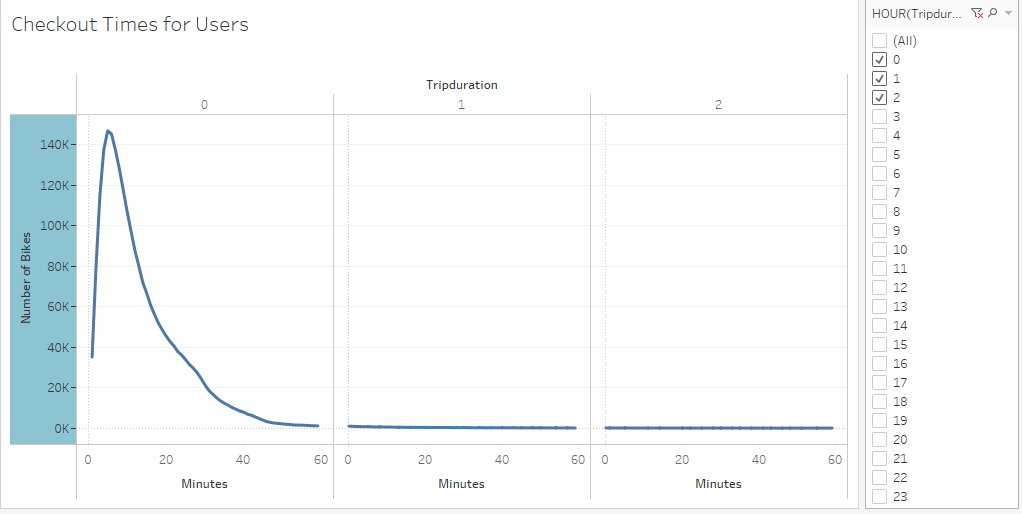 Checkout Times for Users
HOUR(Tripdur...
(All)
0
1
2
3
4
5
6
7
8
9
10
11
12
13
14
15
16
17
18
19
20
21
22
23
Tripduration
0 1 2
Number of Bikes
140K
120K
100K
80K
60K
40K
20K
0K
0 20 40 60 0 20 40 60 0 20 40 60
Minutes Minutes Minutes